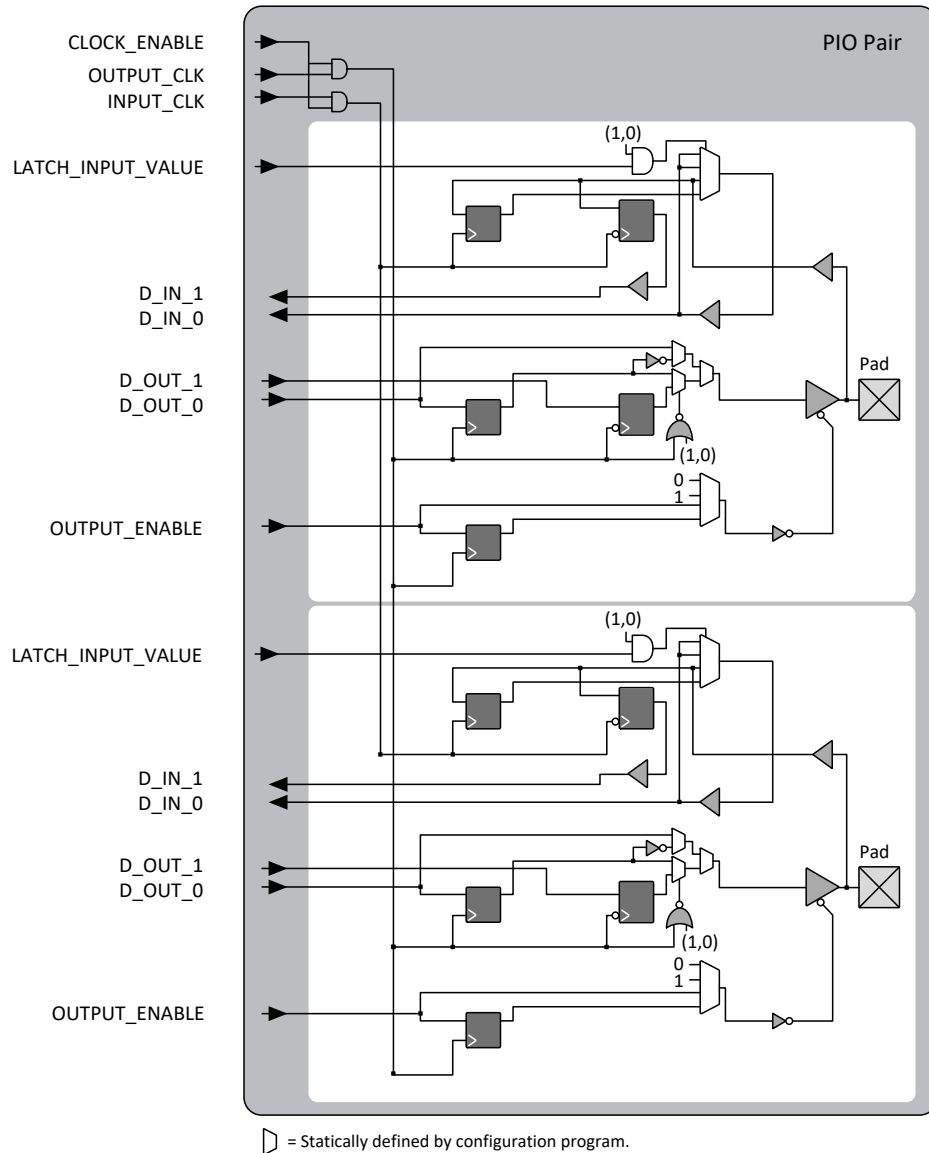 CLOCK_ENABLE
PIO Pair
OUTPUT_CLK
INPUT_CLK
(1,0)
LATCH_INPUT_VALUE
D_IN_1
D_IN_0
Pad
D_OUT_1
D_OUT_0
(1,0)
0
1
OUTPUT_ENABLE
(1,0)
LATCH_INPUT_VALUE
D_IN_1
D_IN_0
Pad
D_OUT_1
D_OUT_0
(1,0)
0
1
OUTPUT_ENABLE
= Statically defined by configuration program.